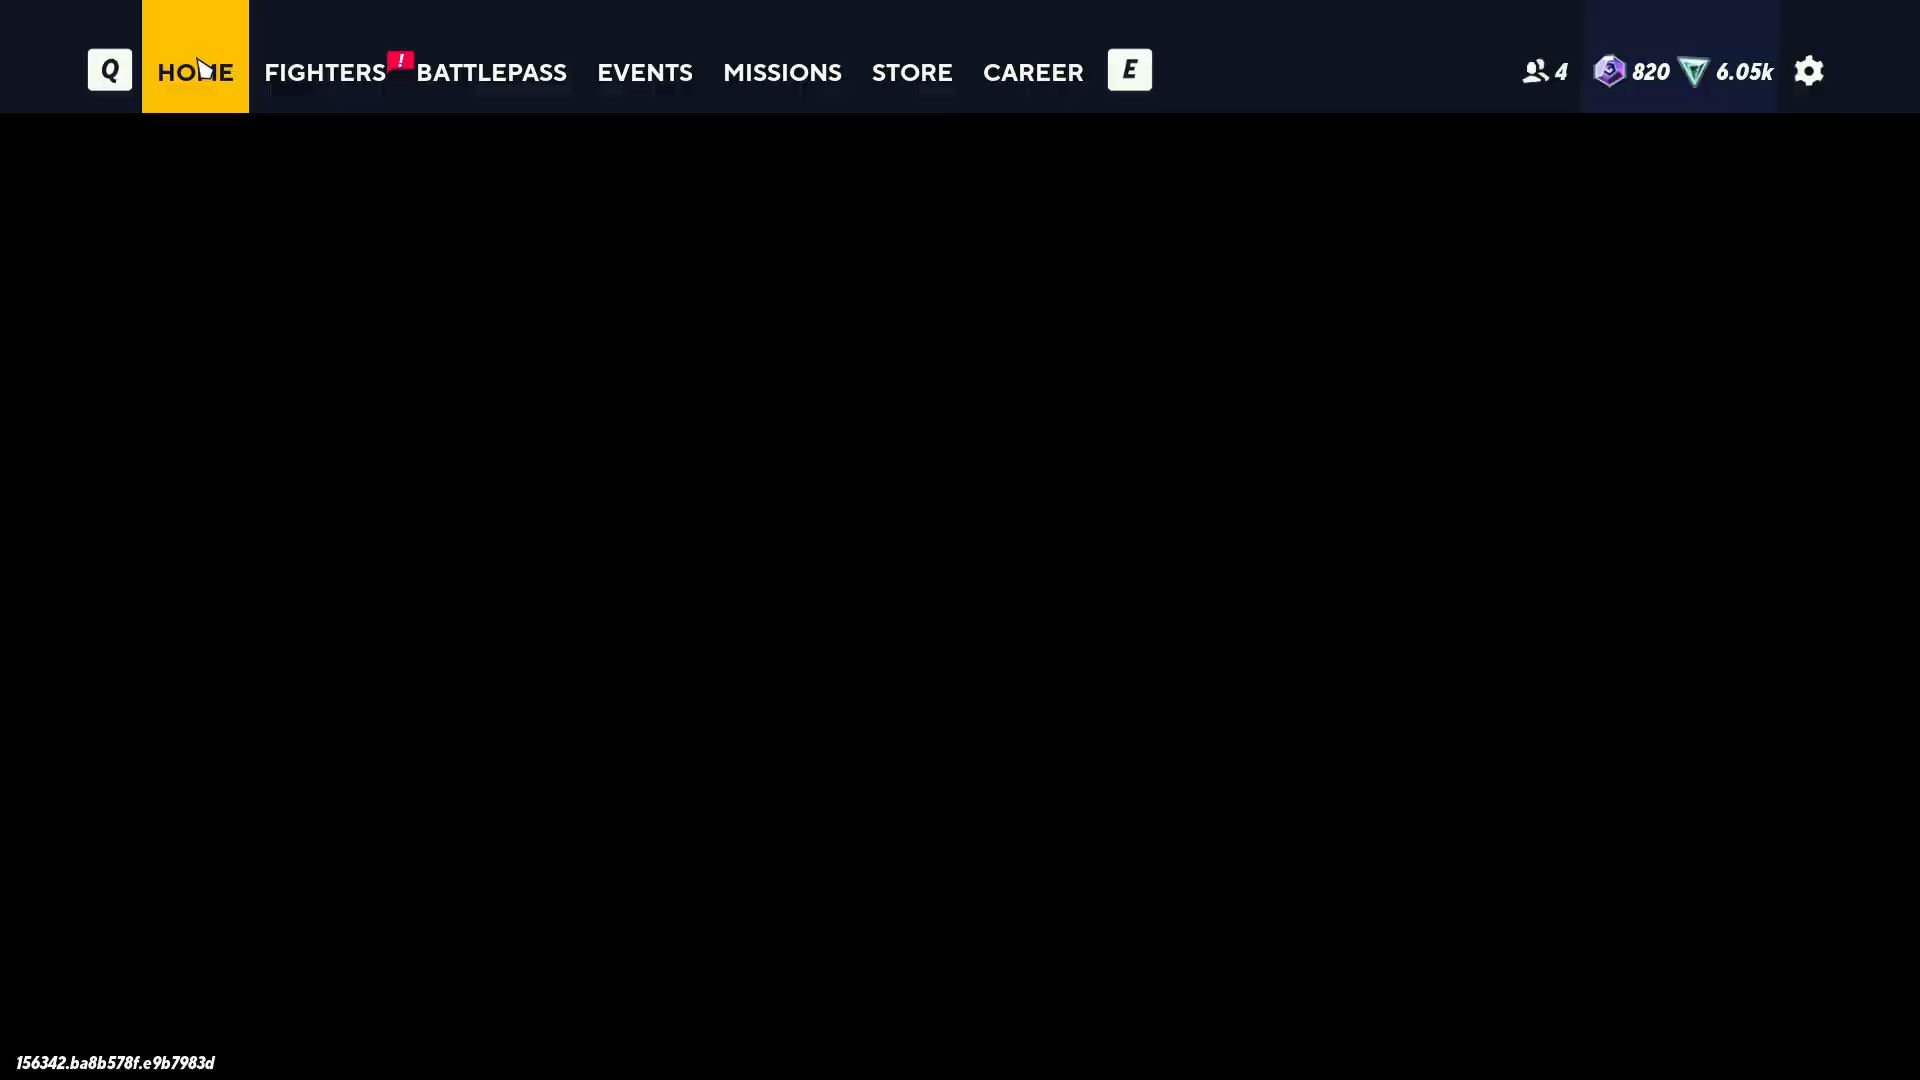 Q HOME FIGHTERS ! BATTLEPASS EVENTS MISSIONS STORE CAREER E 4 820 6.05k
156342.ba8b578f.e9b7983d